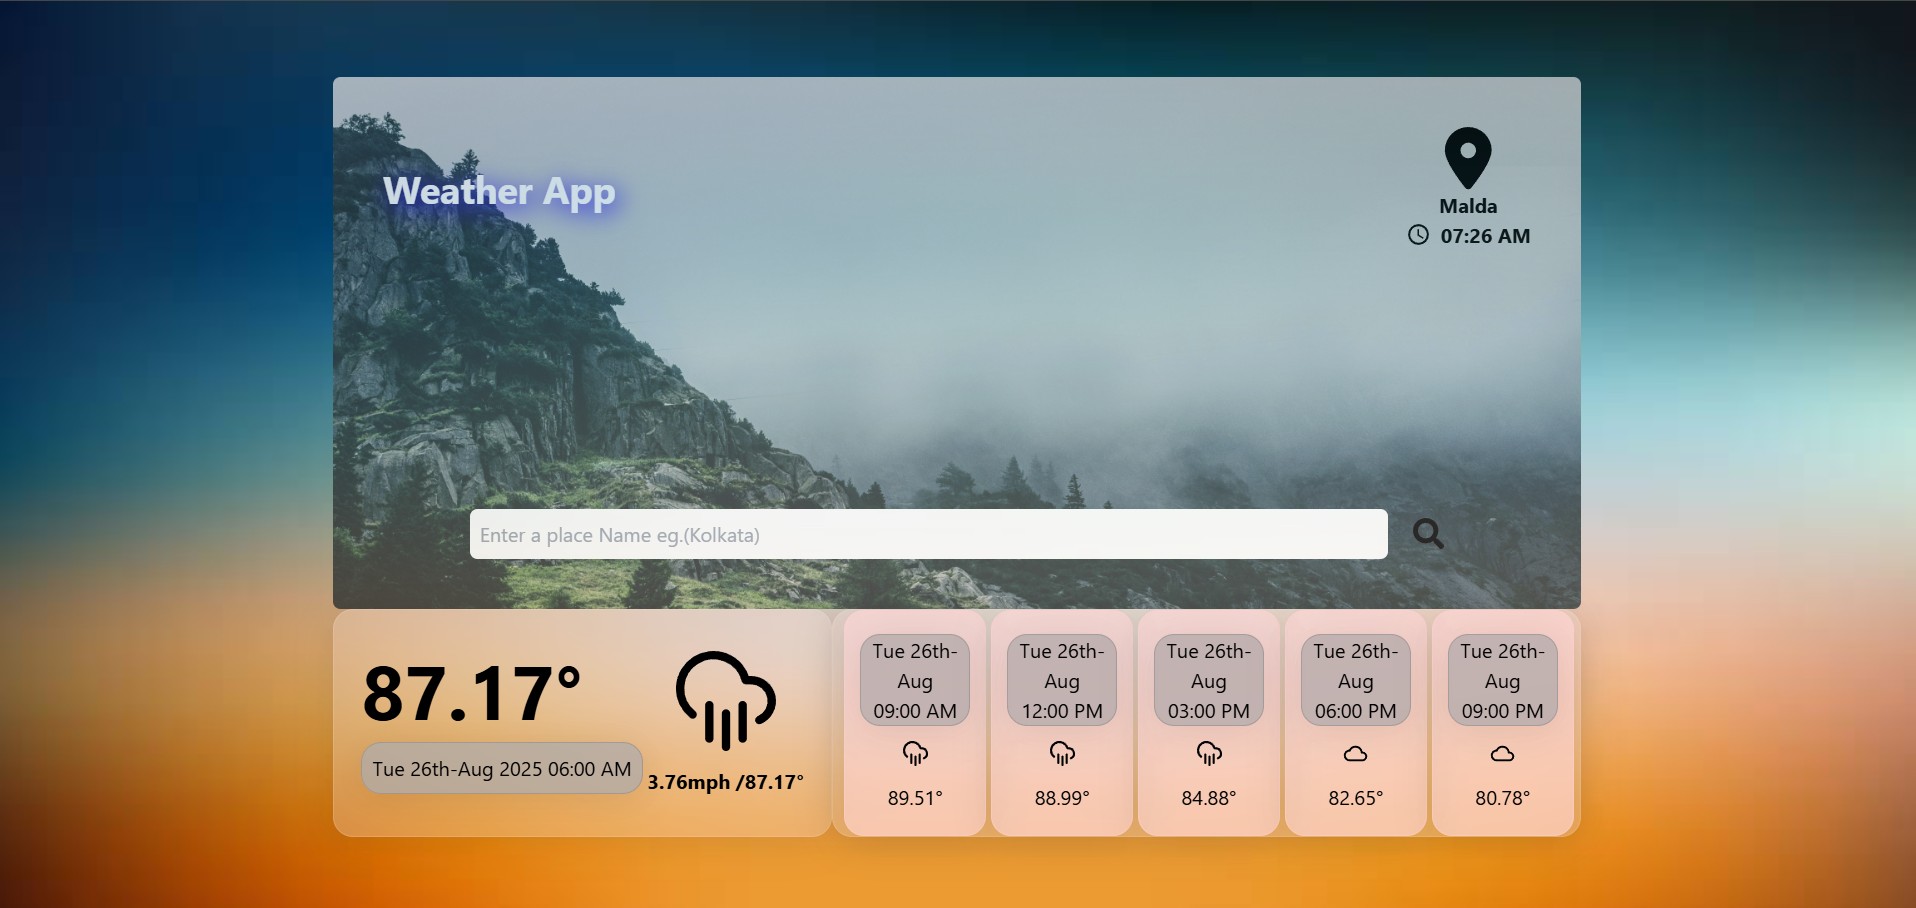 Weather App
Malda
07:26 AM
Enter a place Name eg.(Kolkata)
87.17°
Tue 26th-Aug 2025 06:00 AM
3.76mph /87.17°
Tue 26th-
Aug
09:00 AM
89.51°
Tue 26th-
Aug
12:00 PM
88.99°
Tue 26th-
Aug
03:00 PM
84.88°
Tue 26th-
Aug
06:00 PM
82.65°
Tue 26th-
Aug
09:00 PM
80.78°